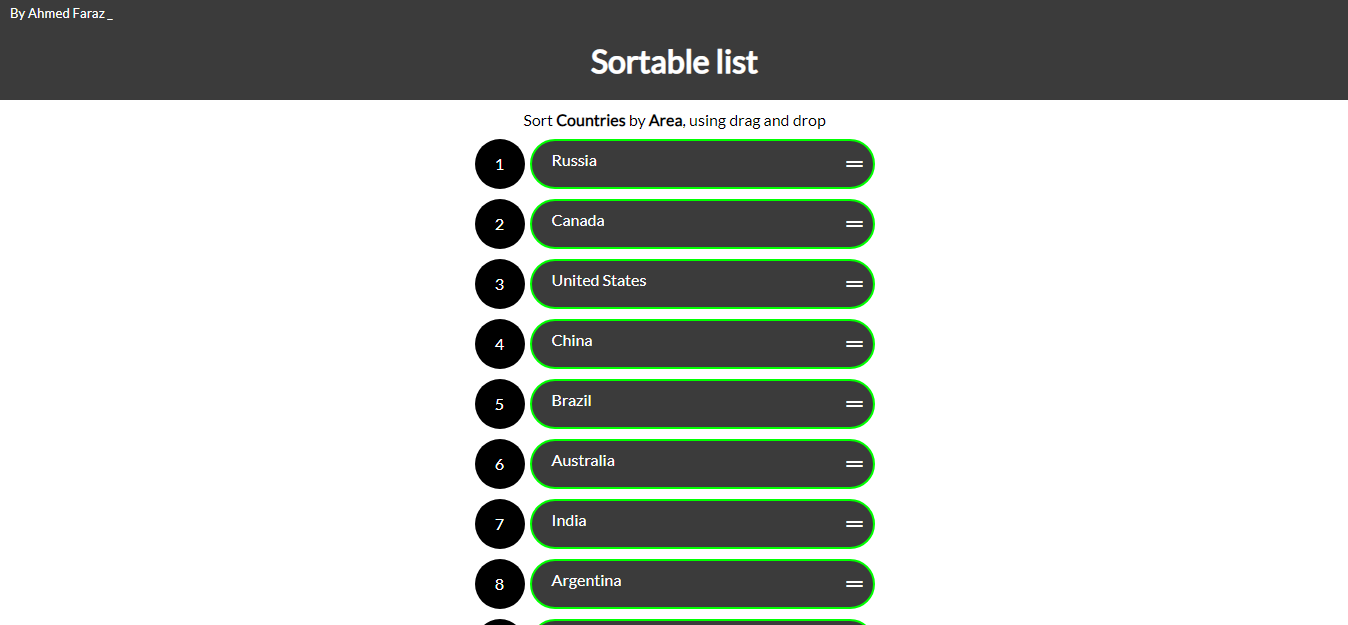 By Ahmed Faraz _
Sortable list
Sort Countries by Area, using drag and drop
1 Russia
2 Canada
3 United States
4 China
5 Brazil
6 Australia
7 India
8 Argentina